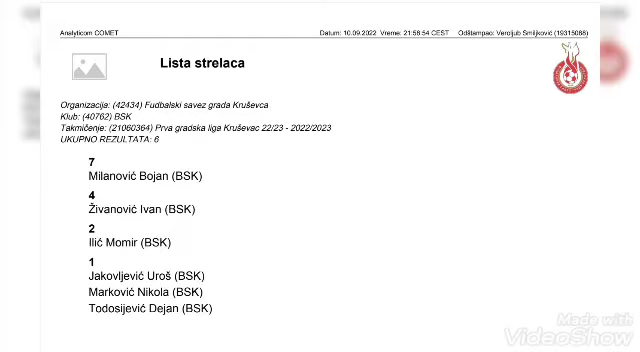 Analyticom COMET
Datum: 10.09.2022 Vreme: 21:58:54 CEST Odštampao: Veroljub Smiljković (19315088)
Lista strelaca
Organizacija: (42434) Fudbalski savez grada Kruševca
Klub: (40762) BSK
Takmičenje: (21060364) Prva gradska liga Kruševac 22/23 - 2022/2023
UKUPNO REZULTATA: 6
7
Milanović Bojan (BSK)
4
Živanović Ivan (BSK)
2
Ilić Momir (BSK)
1
Jakovljević Uroš (BSK)
Marković Nikola (BSK)
Todosijević Dejan (BSK)
Made with
VideoShow